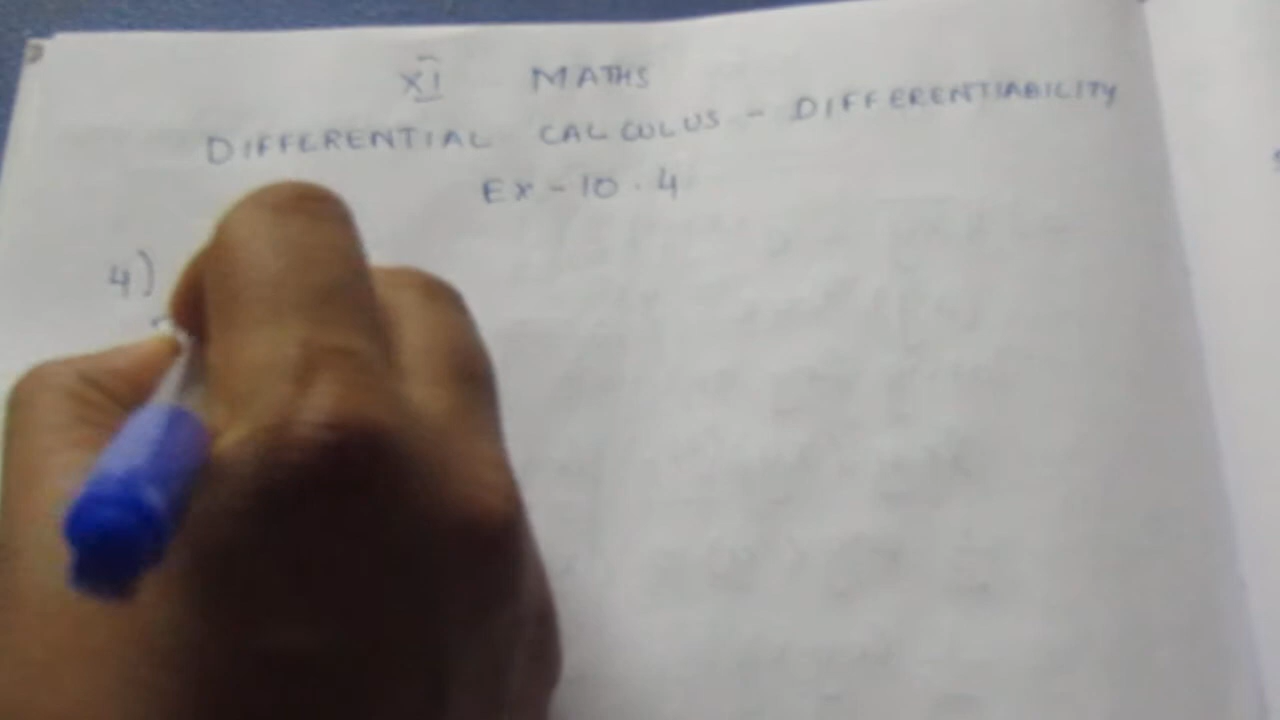 XI MATHS
DIFFERENTIAL CALCULUS - DIFFERENTIABILITY
EX - 10.4
4)